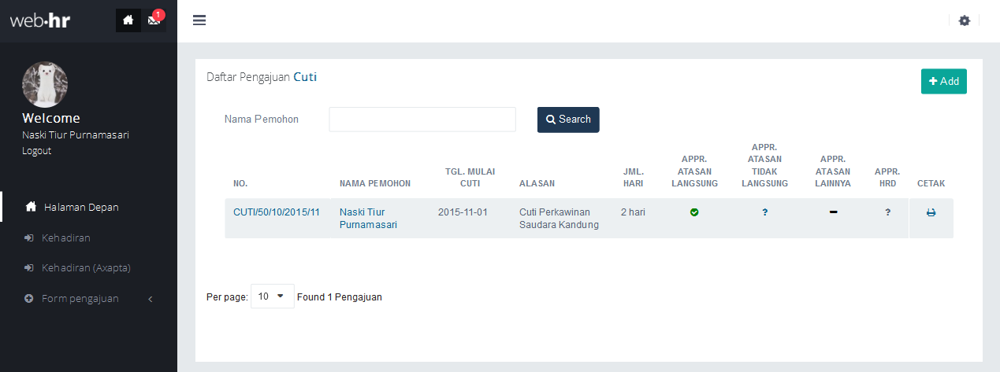 web·hr
1
Welcome
Naski Tiur Purnamasari
Logout
Halaman Depan
Kehadiran
Kehadiran (Axapta)
Form pengajuan
Daftar Pengajuan Cuti
Add
Nama Pemohon
Search
NO.
NAMA PEMOHON
TGL. MULAI
CUTI
ALASAN
JML.
HARI
APPR.
ATASAN
LANGSUNG
APPR.
ATASAN
TIDAK
LANGSUNG
APPR.
ATASAN
LAINNYA
APPR.
HRD
CETAK
CUTI/50/10/2015/11
Naski Tiur
Purnamasari
2015-11-01
Cuti Perkawinan
Saudara Kandung
2 hari
?
?
Per page: 10 Found 1 Pengajuan